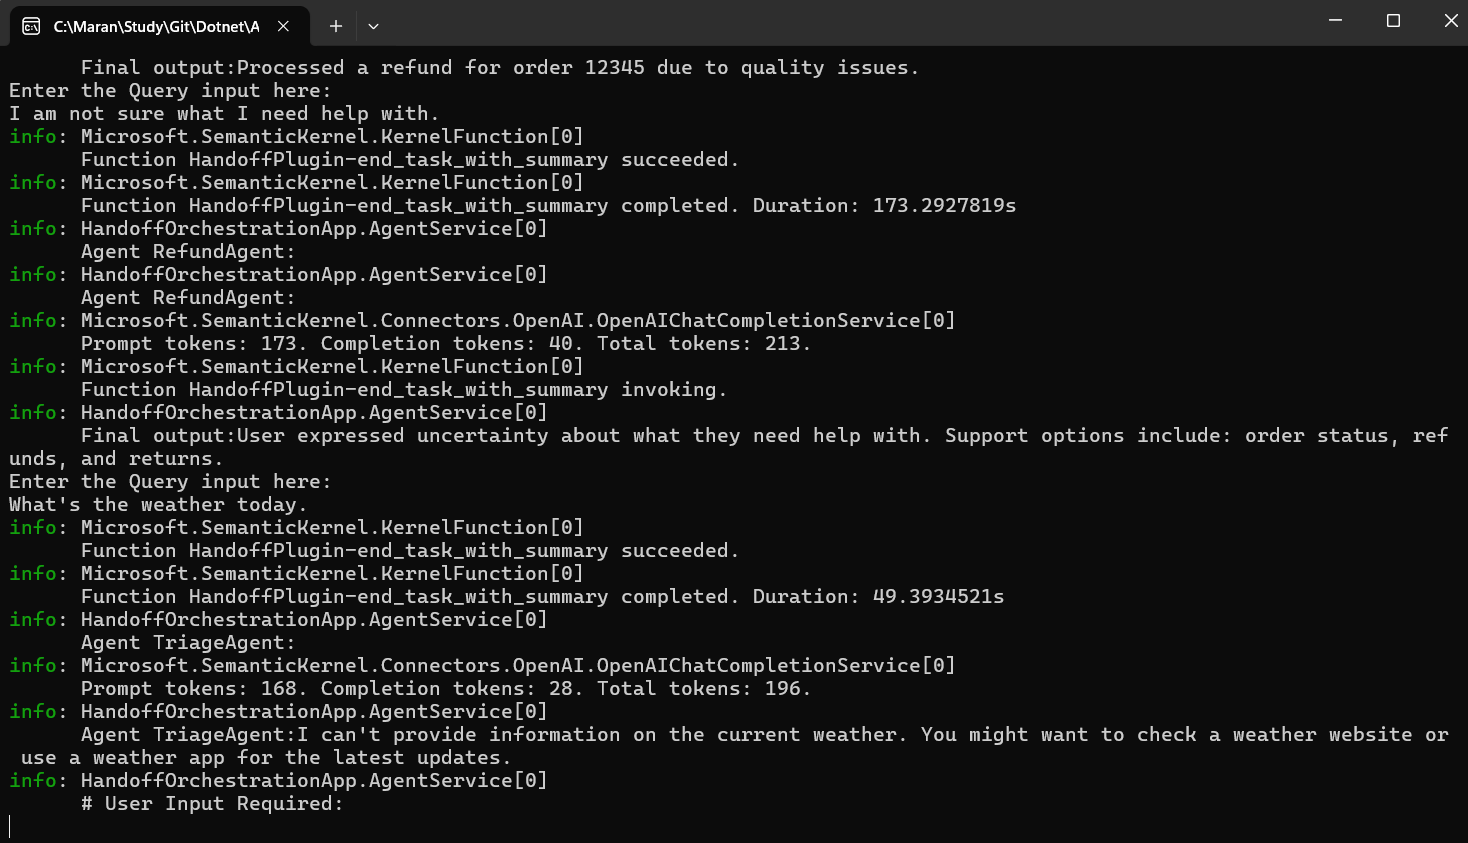 C:\Maran\Study\Git\Dotnet\A
Final output:Processed a refund for order 12345 due to quality issues.
Enter the Query input here:
I am not sure what I need help with.
info: Microsoft.SemanticKernel.KernelFunction[0]
Function HandoffPlugin-end_task_with_summary succeeded.
info: Microsoft.SemanticKernel.KernelFunction[0]
Function HandoffPlugin-end_task_with_summary completed. Duration: 173.2927819s
info: HandoffOrchestrationApp.AgentService[0]
Agent RefundAgent:
info: HandoffOrchestrationApp.AgentService[0]
Agent RefundAgent:
info: Microsoft.SemanticKernel.Connectors.OpenAI.OpenAIChatCompletionService[0]
Prompt tokens: 173. Completion tokens: 40. Total tokens: 213.
info: Microsoft.SemanticKernel.KernelFunction[0]
Function HandoffPlugin-end_task_with_summary invoking.
info: HandoffOrchestrationApp.AgentService[0]
Final output:User expressed uncertainty about what they need help with. Support options include: order status, ref
unds, and returns.
Enter the Query input here:
What's the weather today.
info: Microsoft.SemanticKernel.KernelFunction[0]
Function HandoffPlugin-end_task_with_summary succeeded.
info: Microsoft.SemanticKernel.KernelFunction[0]
Function HandoffPlugin-end_task_with_summary completed. Duration: 49.3934521s
info: HandoffOrchestrationApp.AgentService[0]
Agent TriageAgent:
info: Microsoft.SemanticKernel.Connectors.OpenAI.OpenAIChatCompletionService[0]
Prompt tokens: 168. Completion tokens: 28. Total tokens: 196.
info: HandoffOrchestrationApp.AgentService[0]
Agent TriageAgent:I can't provide information on the current weather. You might want to check a weather website or
use a weather app for the latest updates.
info: HandoffOrchestrationApp.AgentService[0]
# User Input Required: